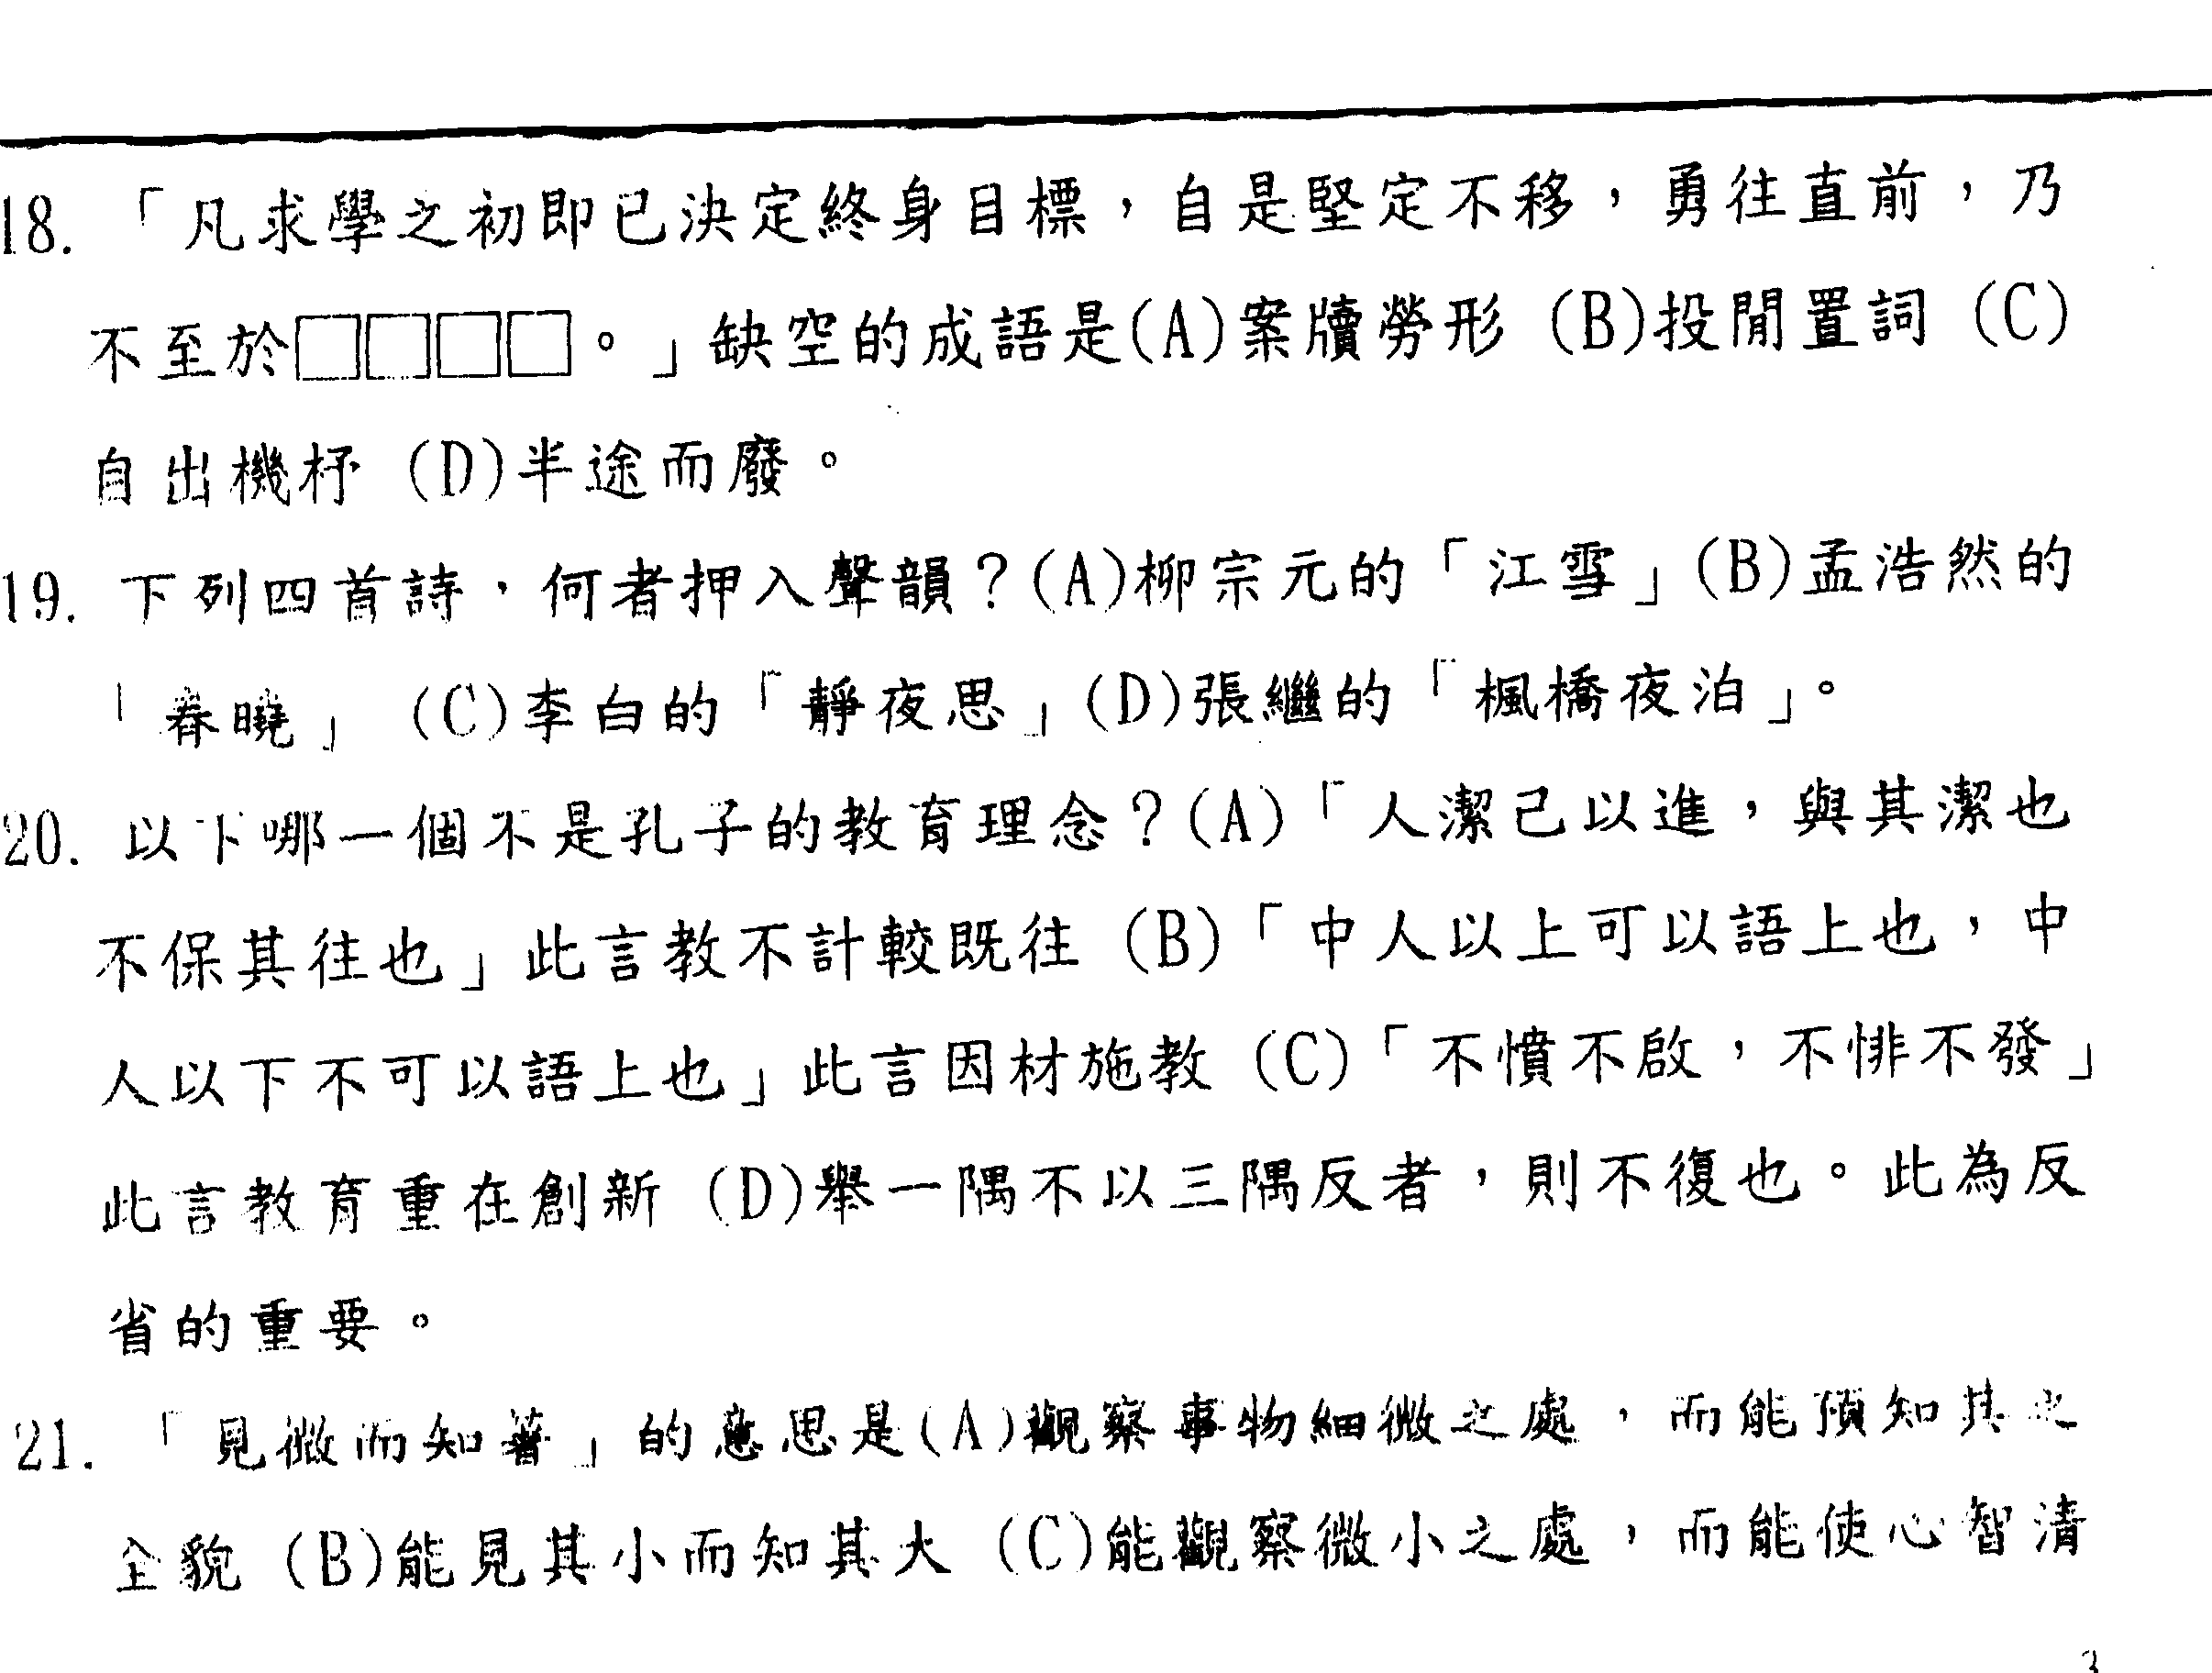 18. 「凡求學之初即已決定終身目標，自是堅定不移，勇往直前，乃
不至於□□□□。」缺空的成語是(A)案牘勞形 (B)投閒置詞 (C)
自出機杼 (D)半途而廢。
19. 下列四首詩，何者押入聲韻？(A)柳宗元的「江雪」(B)孟浩然的
「春曉」 (C)李白的「靜夜思」(D)張繼的「楓橋夜泊」。
20. 以下哪一個不是孔子的教育理念？(A)「人潔己以進，與其潔也
不保其往也」此言教不計較既往 (B)「中人以上可以語上也，中
人以下不可以語上也」此言因材施教 (C)「不憤不啟，不悱不發」
此言教育重在創新 (D)舉一隅不以三隅反者，則不復也。此為反
省的重要。
21. 「見微而知著」的意思是(A)觀察事物細微之處，而能預知其之
全貌 (B)能見其小而知其大 (C)能觀察微小之處，而能使心智清
3